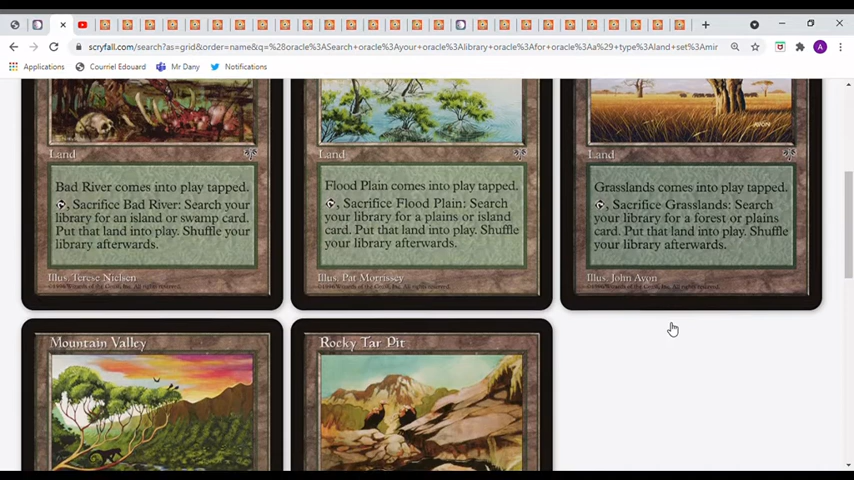 scryfall.com/search?as=grid&order=name&q=%28oracle%3ASearch+oracle%3Ayour+oracle%3Alibrary+oracle%3Afor+oracle%3Aa%29+type%3Aland+set%3Amir
A
Applications
Courriel Edouard
Mr Dany
Notifications
Land
Land
Land
Bad River comes into play tapped.
, Sacrifice Bad River: Search your
library for an island or swamp card.
Put that land into play. Shuffle your
library afterwards.
Illus. Terese Nielsen
Flood Plain comes into play tapped.
, Sacrifice Flood Plain: Search
your library for a plains or island
card. Put that land into play. Shuffle
your library afterwards.
Illus. Pat Morrissey
Grasslands comes into play tapped.
, Sacrifice Grasslands: Search
your library for a forest or plains
card. Put that land into play. Shuffle
your library afterwards.
Illus. John Avon
Mountain Valley
Rocky Tar Pit